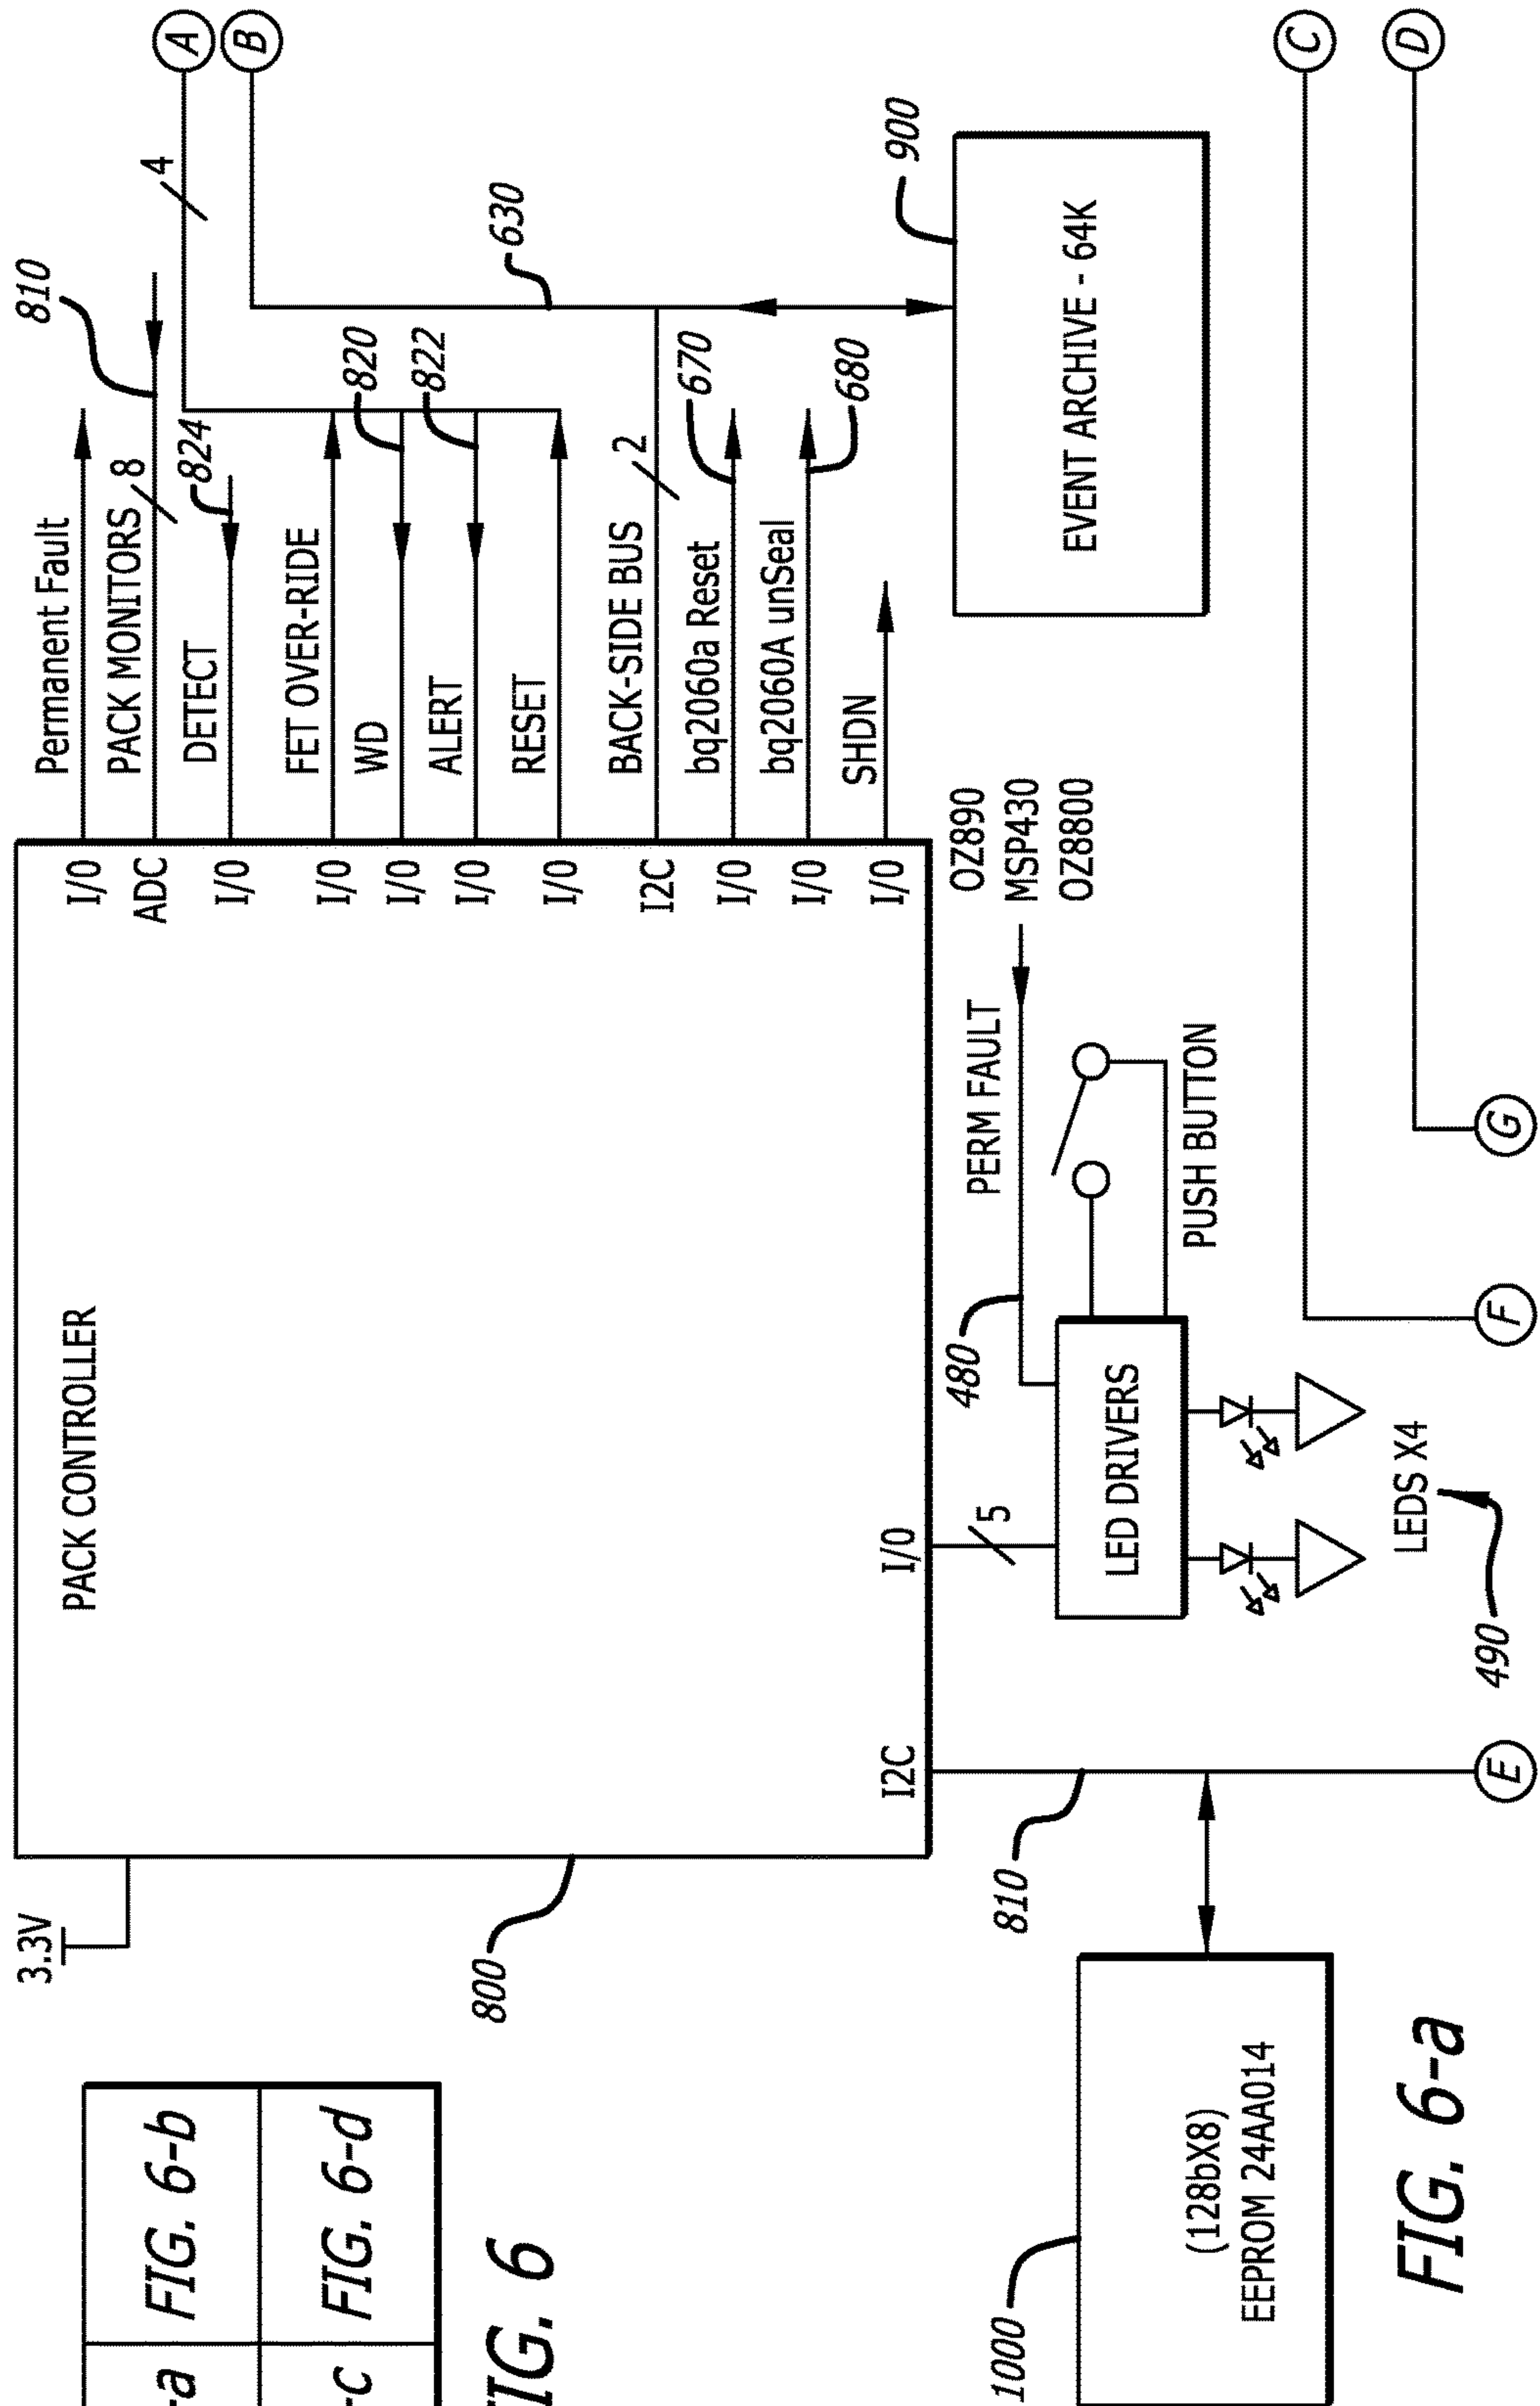 3.3V
PACK CONTROLLER
800
I/O
ADC
I/O
I/O
I/O
I/O
I/O
I2C
I/O
I/O
I/O
I2C
I/O
Permanent Fault
PACK MONITORS
8
810
DETECT
824
FET OVER-RIDE
WD
820
ALERT
822
RESET
BACK-SIDE BUS
2
bq2060a Reset
670
bq2060A unSeal
680
SHDN
4
630
A
B
C
D
900
EVENT ARCHIVE - 64K
OZ890
MSP430
OZ8800
PERM FAULT
480
PUSH BUTTON
5
LED DRIVERS
LEDS X4
490
810
1000
(128bX8)
EEPROM 24AA014
E
F
G
FIG. 6-a
-a
FIG. 6-b
-c
FIG. 6-d
FIG. 6